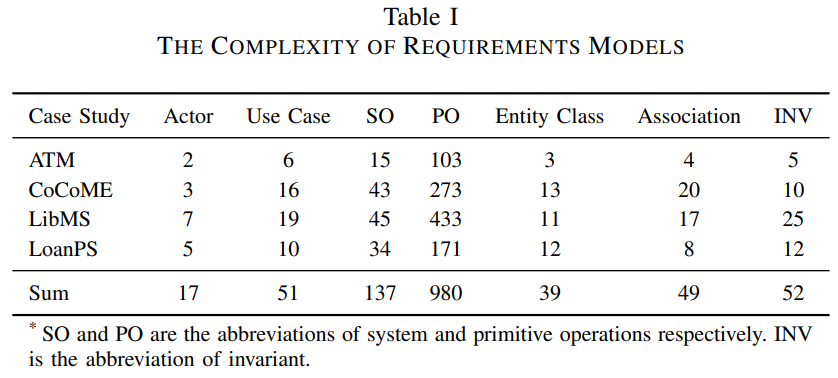 Table I
THE COMPLEXITY OF REQUIREMENTS MODELS
Case Study Actor Use Case SO PO Entity Class Association INV
ATM 2 6 15 103 3 4 5
CoCoME 3 16 43 273 13 20 10
LibMS 7 19 45 433 11 17 25
LoanPS 5 10 34 171 12 8 12
Sum 17 51 137 980 39 49 52
* SO and PO are the abbreviations of system and primitive operations respectively. INV
is the abbreviation of invariant.